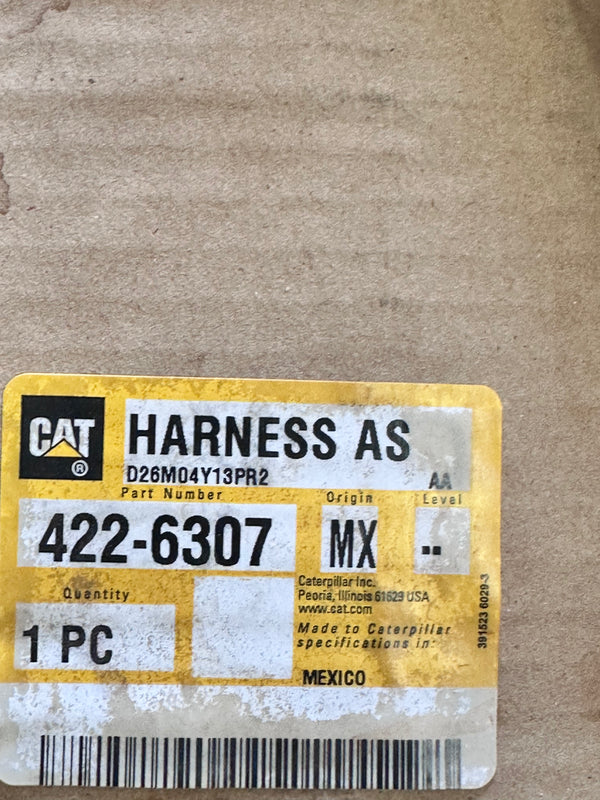 CAT
®
HARNESS AS
D26M04Y13PR2
AA
Part Number
Origin
Level
422-6307
MX
--
Quantity
1 PC
Caterpillar Inc.
Peoria, Illinois 61629 USA
www.cat.com
Made to Caterpillar
specifications in:
MEXICO
391523 6029-3